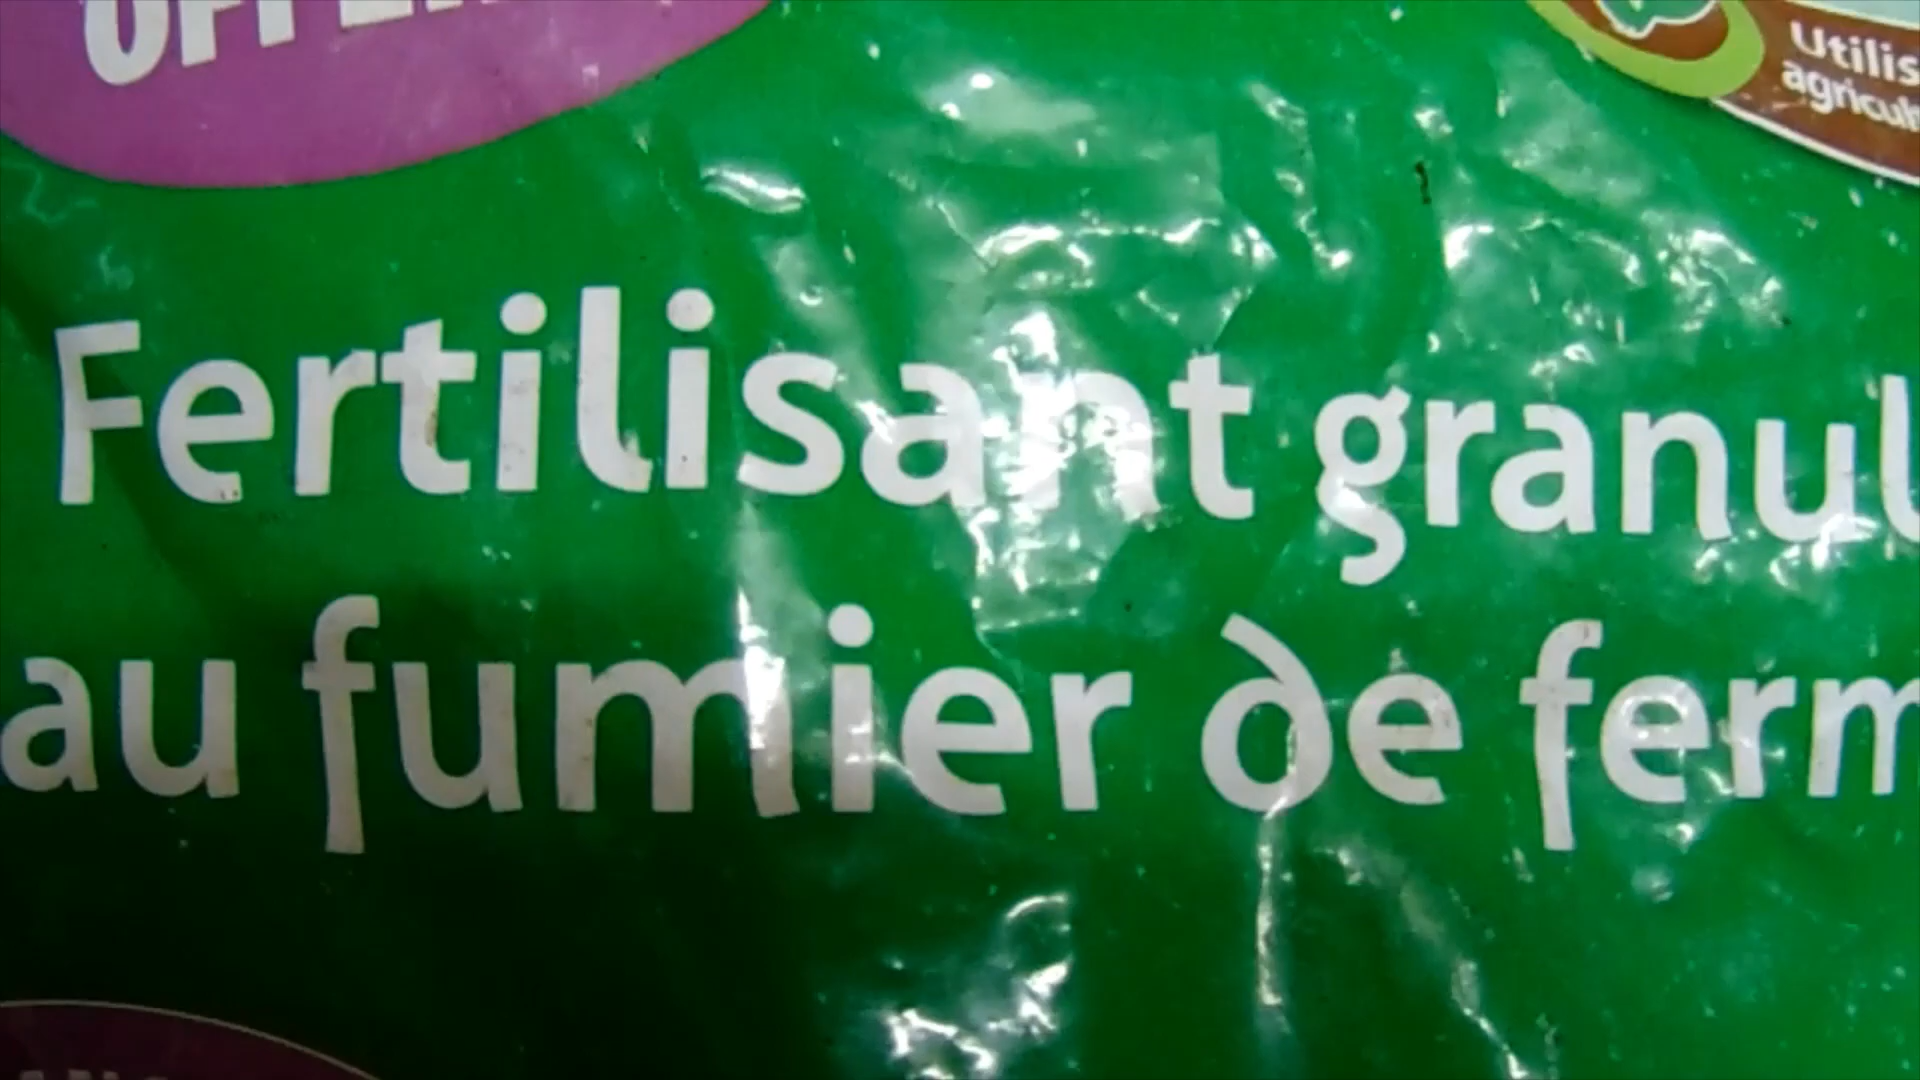 Utilis
agricul
Fertilisant granul
au fumier de ferm